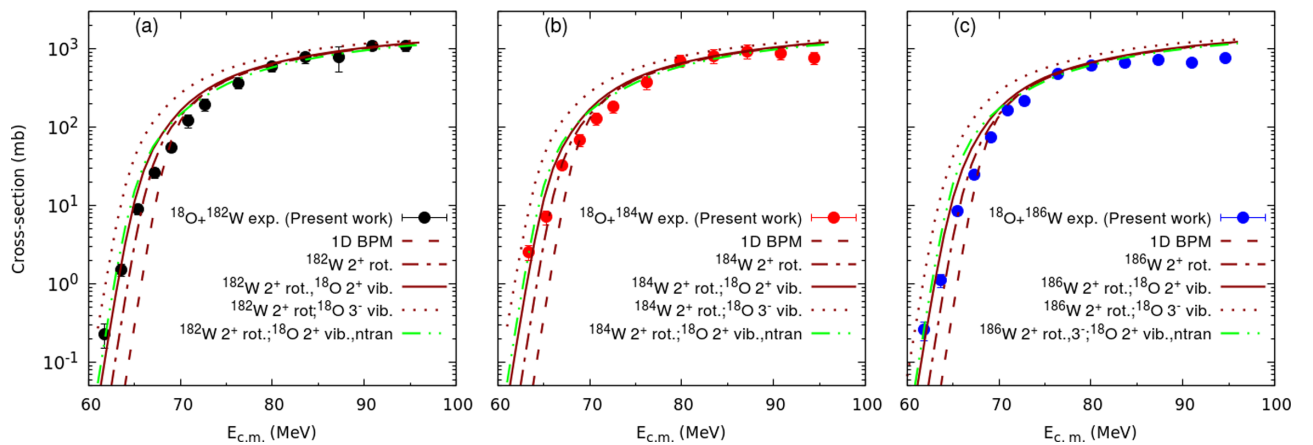 (a)
Cross-section (mb)
10³
10²
10¹
10⁰
10⁻¹
¹⁸O+¹⁸²W exp. (Present work)
1D BPM
¹⁸²W 2⁺ rot.
¹⁸²W 2⁺ rot.,¹⁸O 2⁺ vib.
¹⁸²W 2⁺ rot;¹⁸O 3⁻ vib.
¹⁸²W 2⁺ rot.;¹⁸O 2⁺ vib.,ntran
60 70 80 90 100
E_c.m. (MeV)
(b)
¹⁸O+¹⁸⁴W exp. (Present work)
1D BPM
¹⁸⁴W 2⁺ rot.
¹⁸⁴W 2⁺ rot.;¹⁸O 2⁺ vib.
¹⁸⁴W 2⁺ rot.;¹⁸O 3⁻ vib.
¹⁸⁴W 2⁺ rot.;¹⁸O 2⁺ vib.,ntran
60 70 80 90 100
E_c.m. (MeV)
(c)
¹⁸O+¹⁸⁶W exp. (Present work)
1D BPM
¹⁸⁶W 2⁺ rot.
¹⁸⁶W 2⁺ rot.;¹⁸O 2⁺ vib.
¹⁸⁶W 2⁺ rot.;¹⁸O 3⁻ vib.
¹⁸⁶W 2⁺ rot.,3⁻;¹⁸O 2⁺ vib.,ntran
60 70 80 90 100
E_c.m. (MeV)